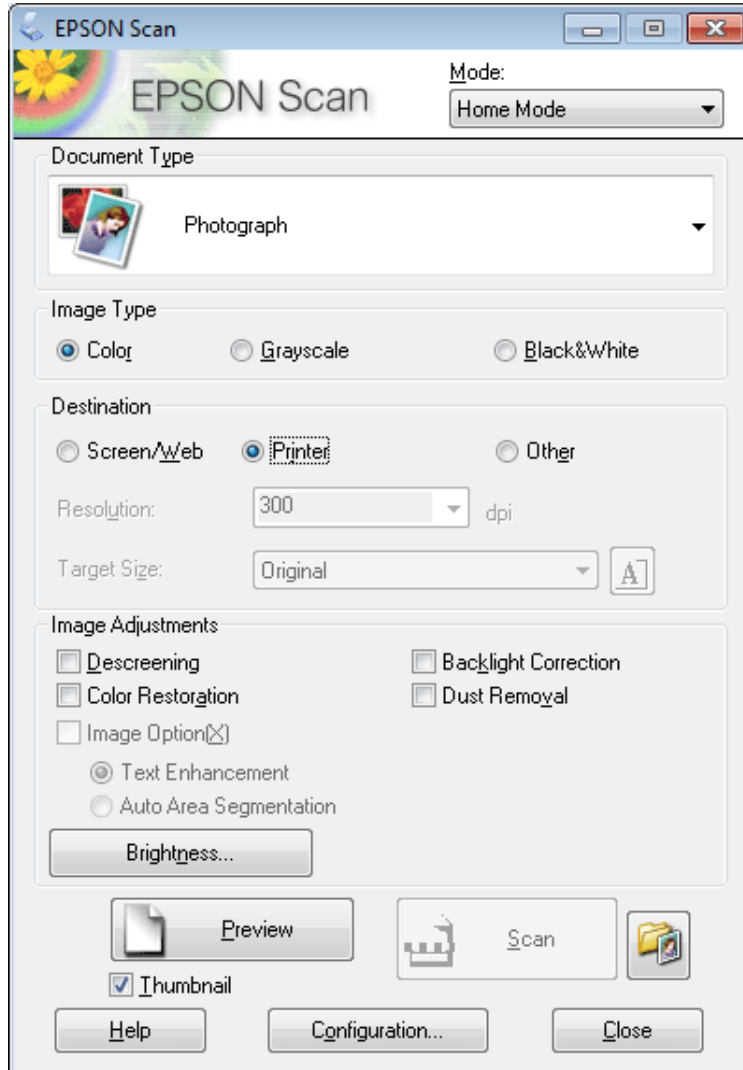 EPSON Scan
EPSON Scan
Mode:
Home Mode
Document Type
Photograph
Image Type
Color Grayscale Black&White
Destination
Screen/Web Printer Other
Resolution: 300 dpi
Target Size: Original A
Image Adjustments
Descreening Backlight Correction
Color Restoration Dust Removal
Image Option(X)
Text Enhancement
Auto Area Segmentation
Brightness...
Preview Scan
Thumbnail
Help Configuration... Close